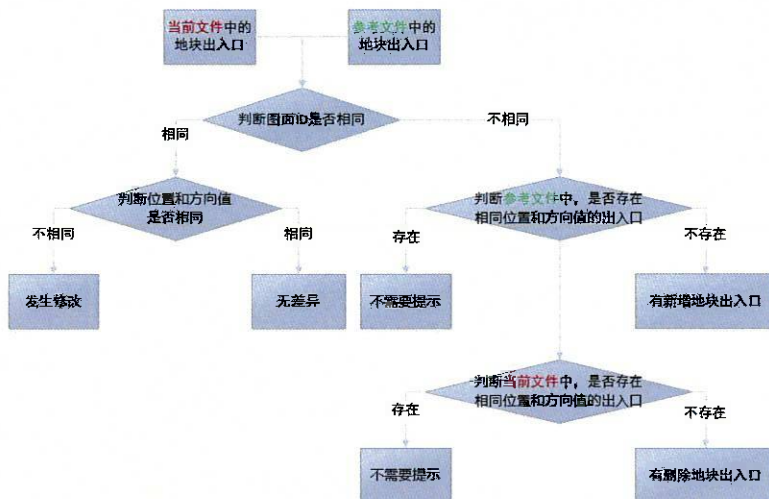 当前文件中的
地块出入口
参考文件中的
地块出入口
判断图面ID是否相同
相同
不相同
判断位置和方向值
是否相同
判断参考文件中，是否存在
相同位置和方向值的出入口
不相同
相同
存在
不存在
发生修改
无差异
不需要提示
有新增地块出入口
判断当前文件中，是否存在
相同位置和方向值的出入口
存在
不存在
不需要提示
有删除地块出入口